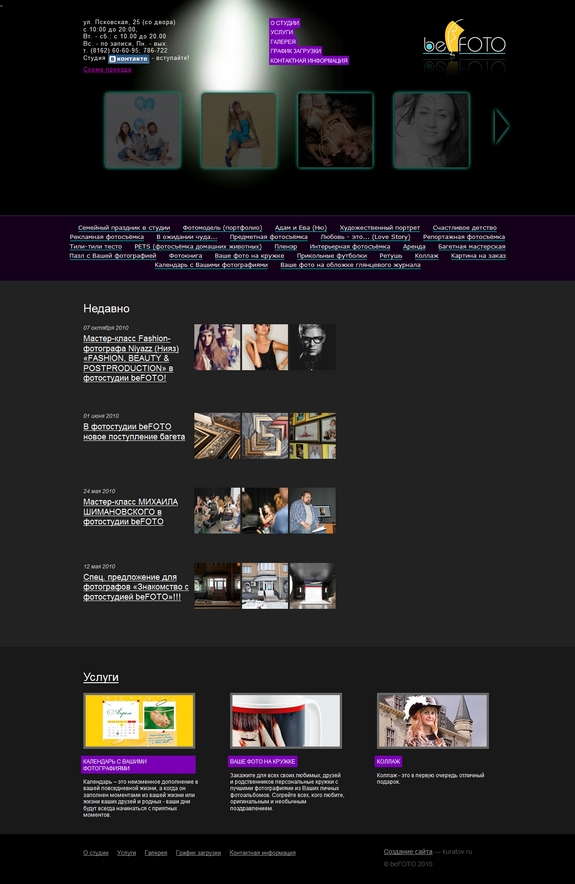 ул. Псковская, 25 (со двора)
с 10:00 до 20:00,
Вт. - сб.: с 10.00 до 20.00
Вс. - по записи, Пн. - вых.
т. (8162) 60-60-95; 786-722
Студия Вконтакте - вступайте!
Схема проезда
О СТУДИИ
УСЛУГИ
ГАЛЕРЕЯ
ГРАФИК ЗАГРУЗКИ
КОНТАКТНАЯ ИНФОРМАЦИЯ
beFOTO
Семейный праздник в студии Фотомодель (портфолио) Адам и Ева (Ню) Художественный портрет Счастливое детство
Рекламная фотосъёмка В ожидании чуда... Предметная фотосъёмка Любовь - это... (Love Story) Репортажная фотосъёмка
Тили-тили тесто PETS (фотосъёмка домашних животных) Пленэр Интерьерная фотосъёмка Аренда Багетная мастерская
Пазл с Вашей фотографией Фотокнига Ваше фото на кружке Прикольные футболки Ретушь Коллаж Картина на заказ
Календарь с Вашими фотографиями Ваше фото на обложке глянцевого журнала
Недавно
07 октября 2010
Мастер-класс Fashion-
фотографа Niyazz (Нияз)
«FASHION, BEAUTY &
POSTPRODUCTION» в
фотостудии beFOTO!
01 июня 2010
В фотостудии beFOTO
новое поступление багета
24 мая 2010
Мастер-класс МИХАИЛА
ШИМАНОВСКОГО в
фотостудии beFOTO
12 мая 2010
Спец. предложение для
фотографов «Знакомство с
фотостудией beFOTO»!!!
Услуги
Апрель
КАЛЕНДАРЬ С ВАШИМИ
ФОТОГРАФИЯМИ
Календарь – это неизменное дополнение в
вашей повседневной жизни, а когда он
заполнен моментами из вашей жизни или
жизни ваших друзей и родных - ваши дни
будут всегда начинаться с приятных
моментов.
ВАШЕ ФОТО НА КРУЖКЕ
Закажите для всех своих любимых, друзей
и родственников персональные кружки с
лучшими фотографиями из Ваших личных
фотоальбомов. Согрейте всех, кого любите,
оригинальным и необычным
поздравлением.
КОЛЛАЖ
Коллаж - это в первую очередь отличный
подарок.
О студии Услуги Галерея График загрузки Контактная информация
Создание сайта — kuratov.ru
© beFOTO 2010